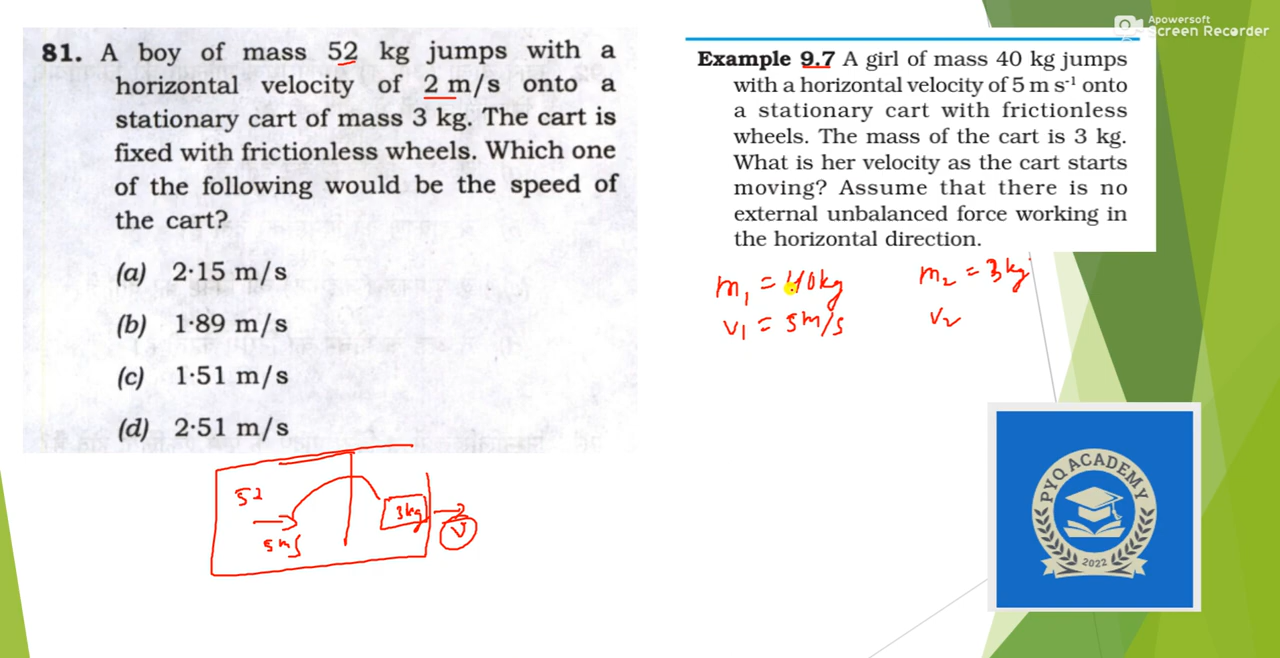 81. A boy of mass 52 kg jumps with a
horizontal velocity of 2 m/s onto a
stationary cart of mass 3 kg. The cart is
fixed with frictionless wheels. Which one
of the following would be the speed of
the cart?
(a) 2·15 m/s
(b) 1·89 m/s
(c) 1·51 m/s
(d) 2·51 m/s
52
5m/s
3kg
V
Apowersoft
Screen Recorder
Example 9.7 A girl of mass 40 kg jumps
with a horizontal velocity of 5 m s⁻¹ onto
a stationary cart with frictionless
wheels. The mass of the cart is 3 kg.
What is her velocity as the cart starts
moving? Assume that there is no
external unbalanced force working in
the horizontal direction.
m₁ = 40kg m₂ = 3kg
v₁ = 5m/s v₂
PYQ ACADEMY
2022